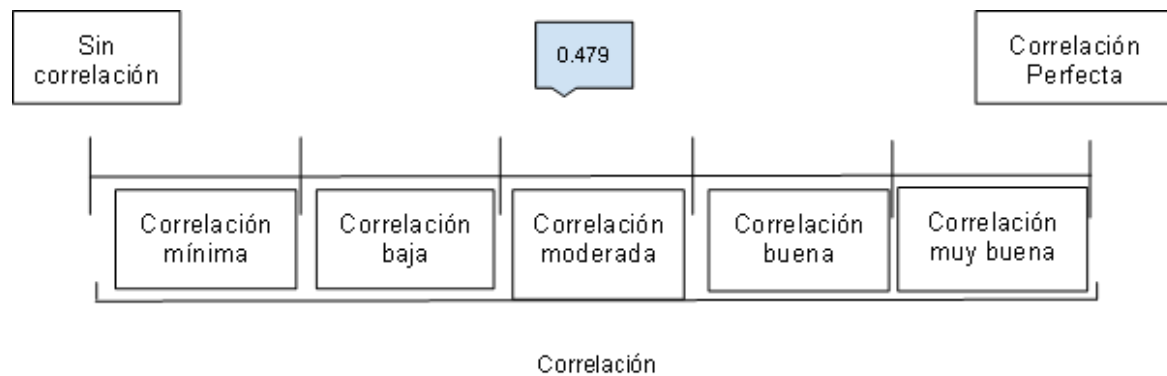 Sin
correlación
0.479
Correlación
Perfecta
Correlación
mínima
Correlación
baja
Correlación
moderada
Correlación
buena
Correlación
muy buena
Correlación